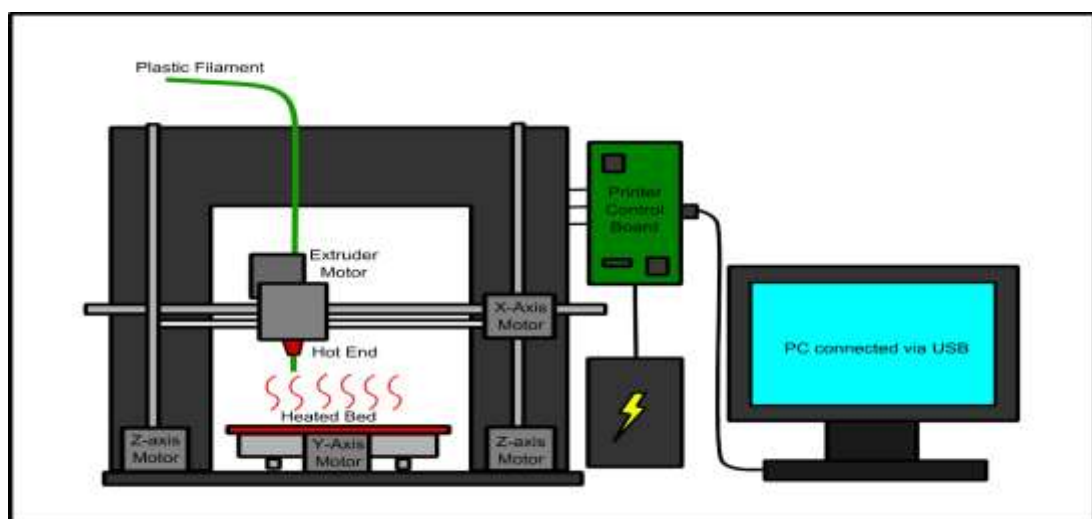 Plastic Filament
Printer
Control
Board
Extruder
Motor
X-Axis
Motor
Hot End
PC connected via USB
Heated Bed
Z-axis
Motor
Y-Axis
Motor
Z-axis
Motor